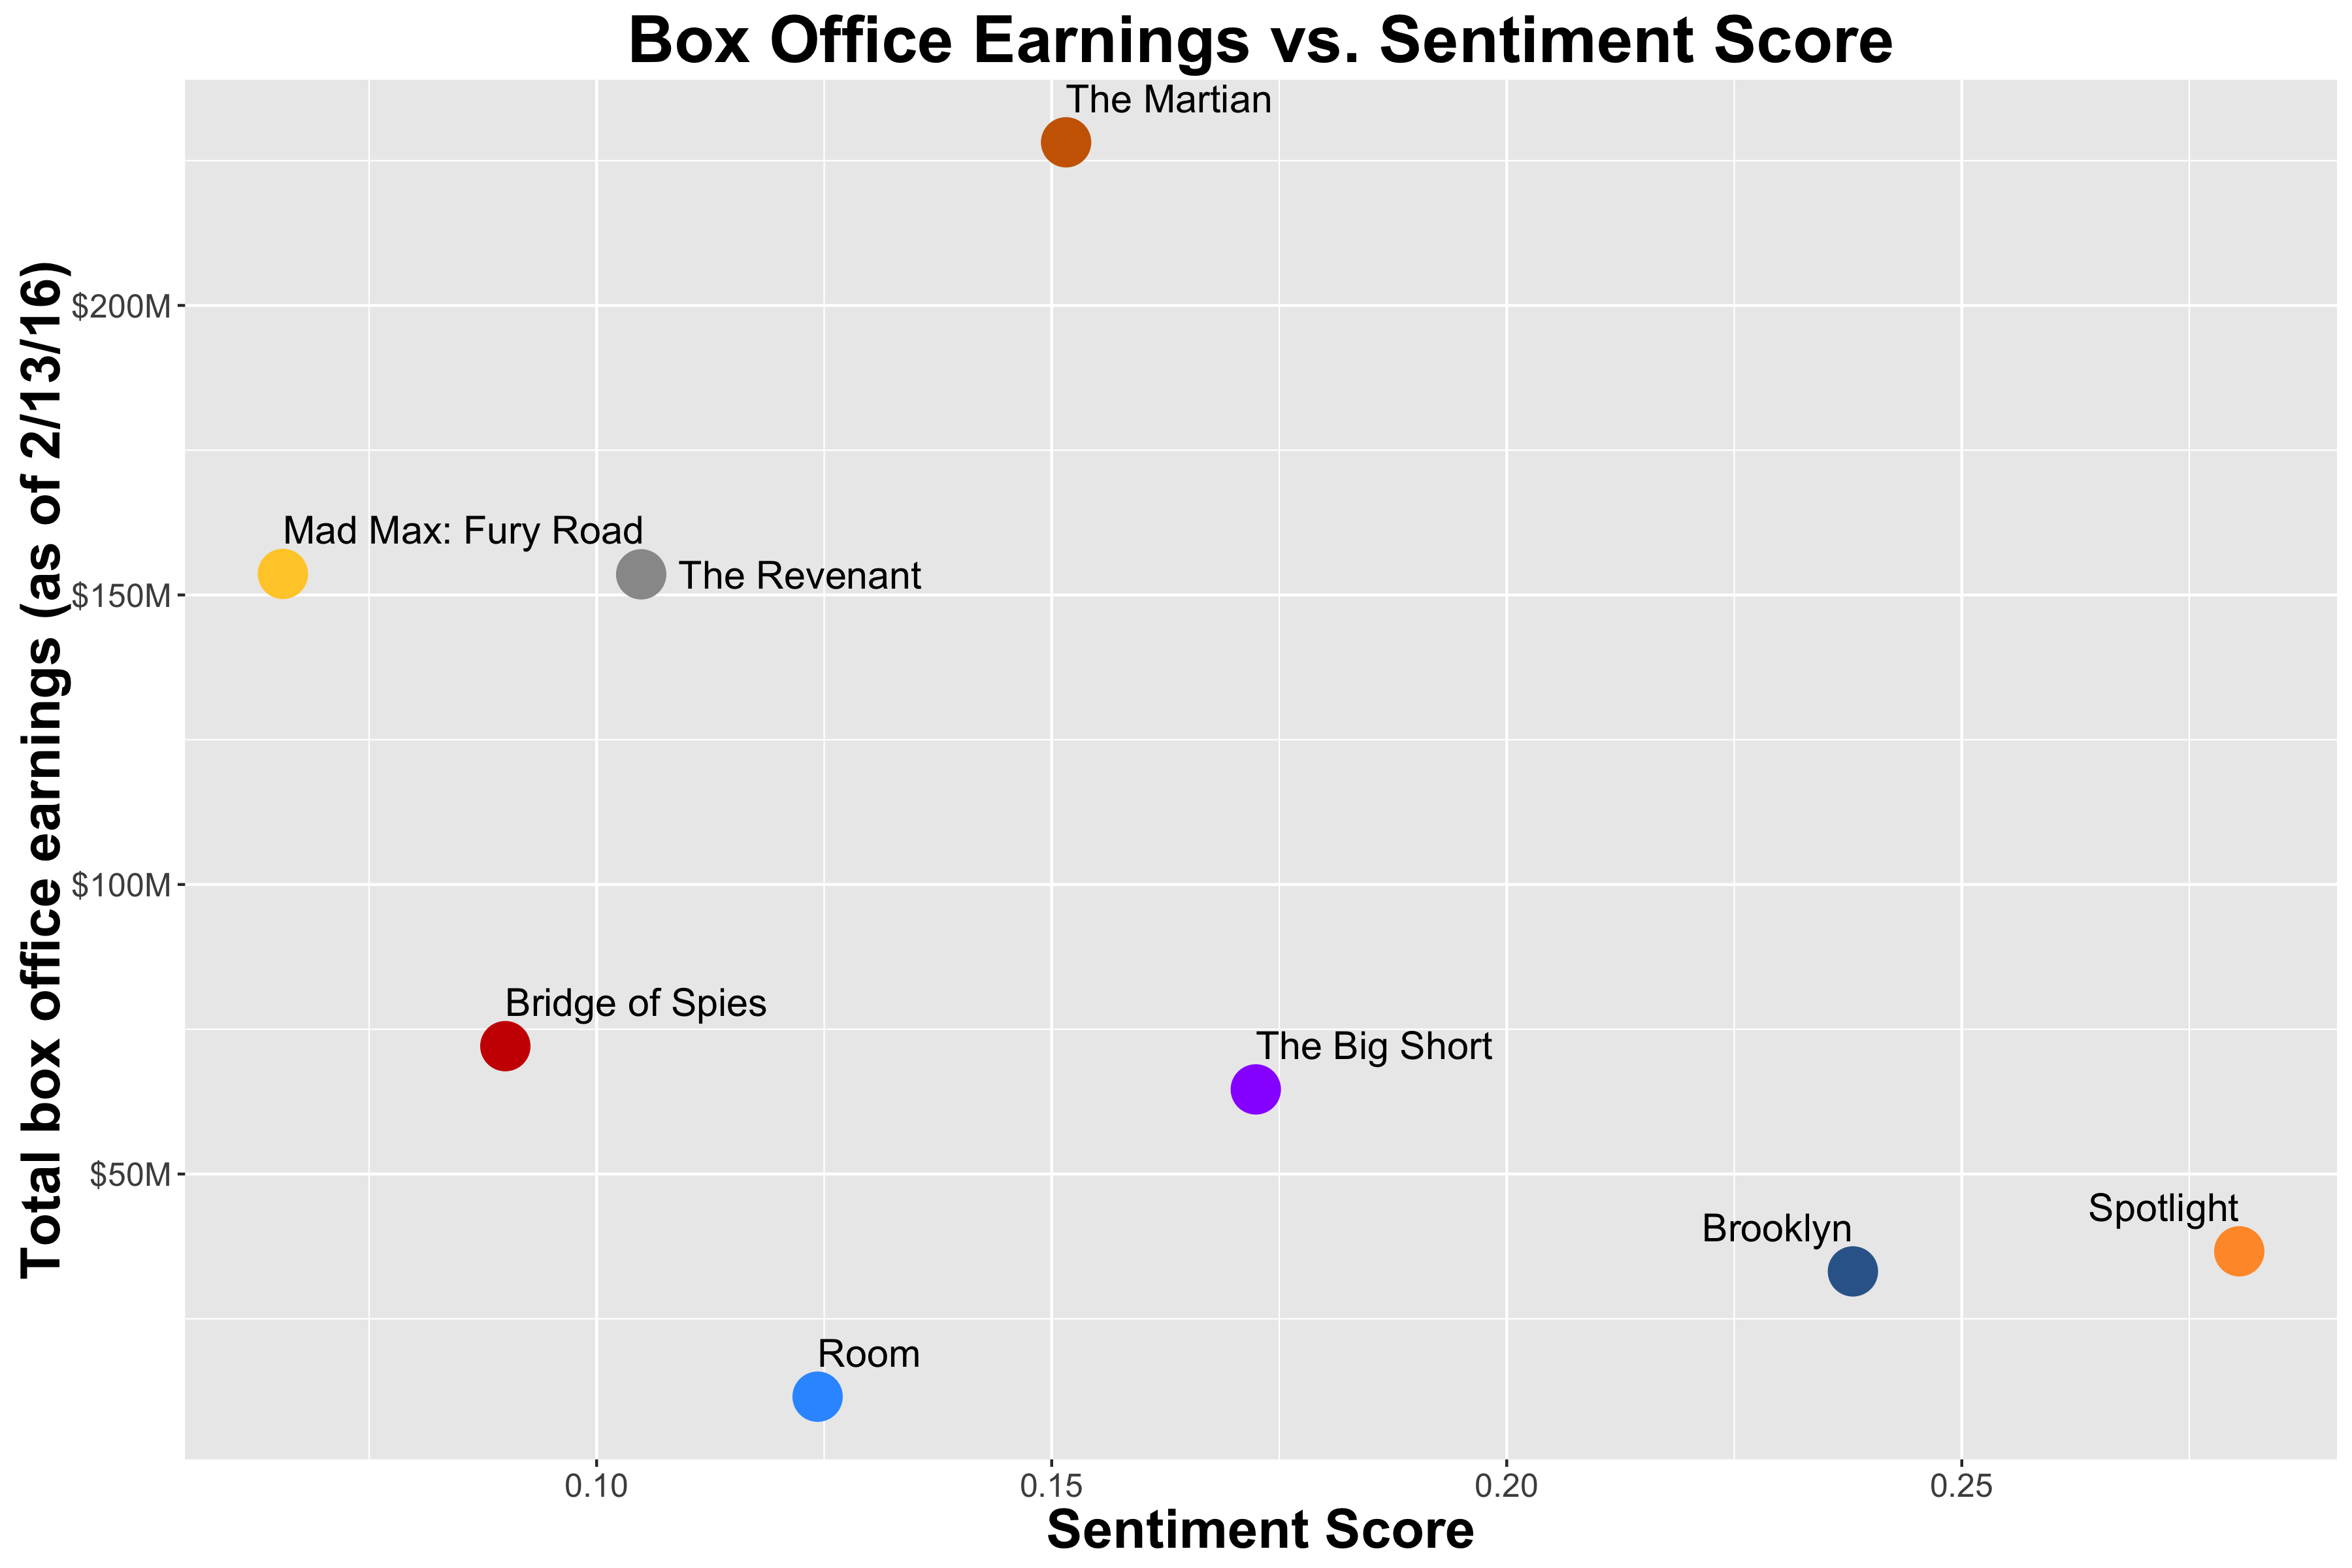 Box Office Earnings vs. Sentiment Score
The Martian
Total box office earnings (as of 2/13/16)
$200M
Mad Max: Fury Road
The Revenant
$150M
$100M
Bridge of Spies
The Big Short
$50M
Spotlight
Brooklyn
Room
0.10
0.15
0.20
0.25
Sentiment Score